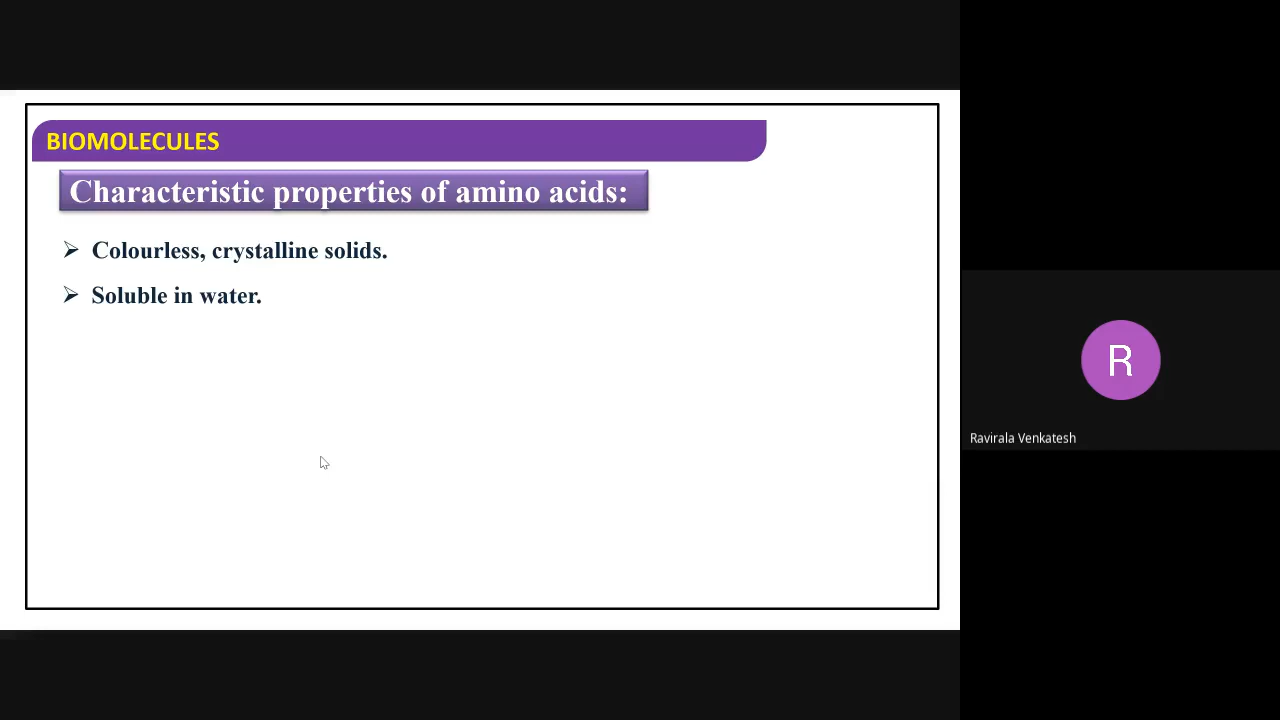 BIOMOLECULES
Characteristic properties of amino acids:
➢ Colourless, crystalline solids.
➢ Soluble in water.
R
Ravirala Venkatesh